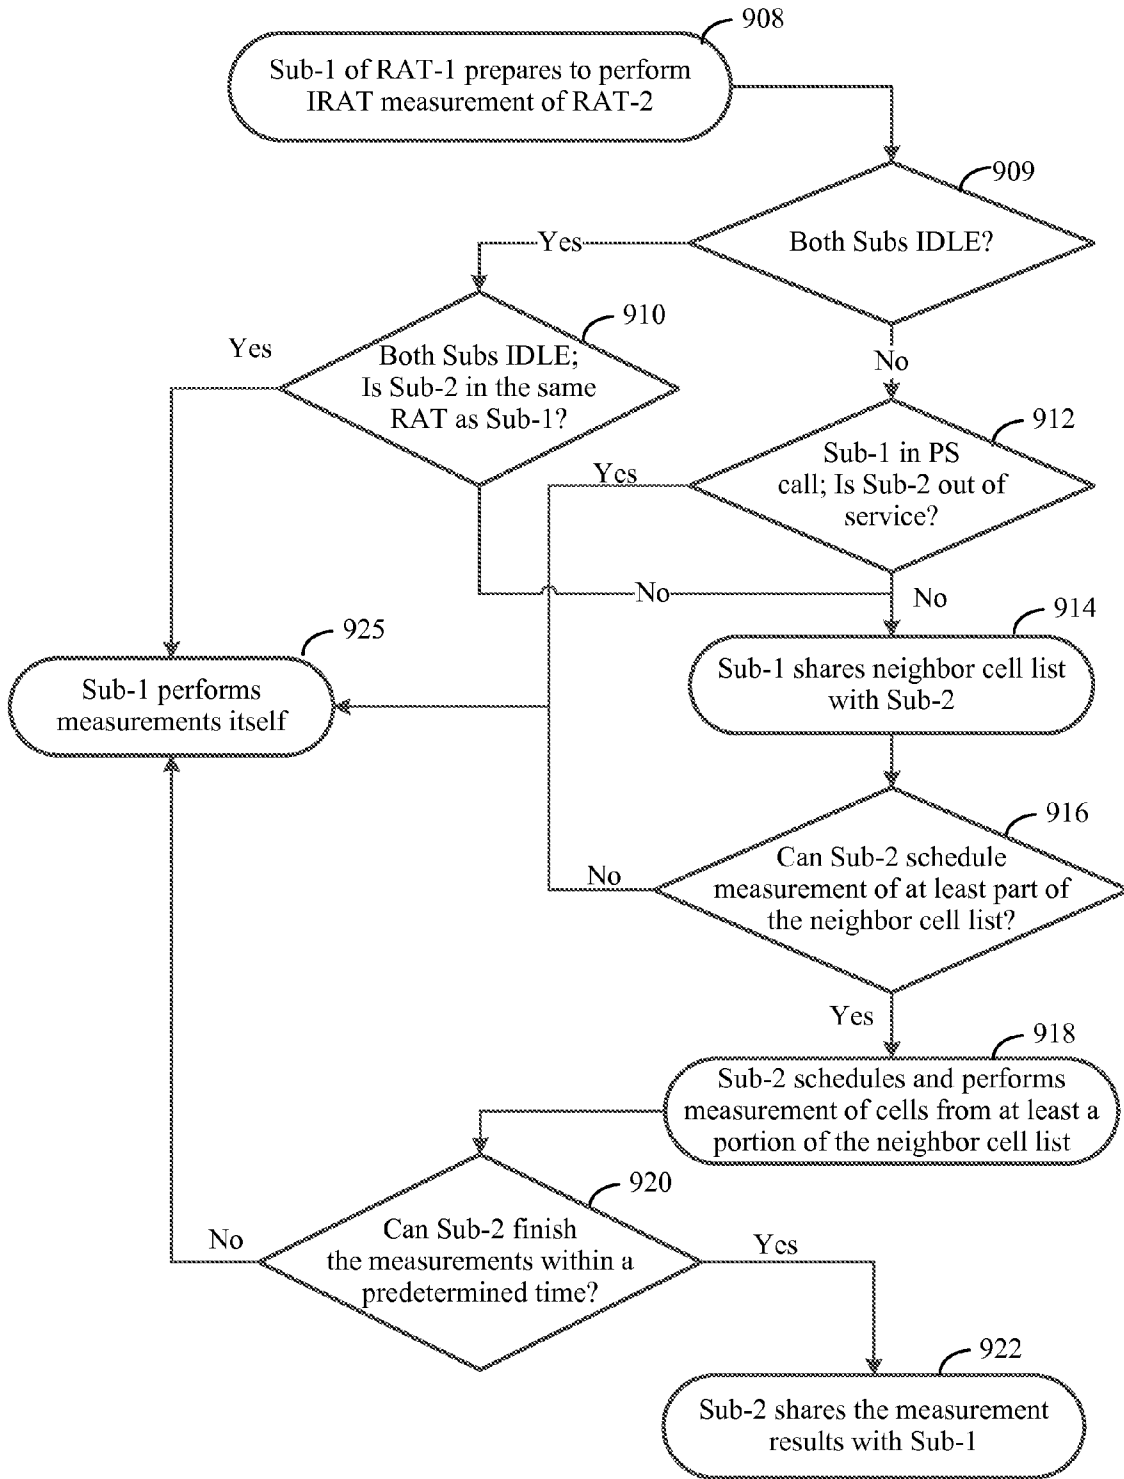 908
Sub-1 of RAT-1 prepares to perform
IRAT measurement of RAT-2
909
Both Subs IDLE?
Yes
No
910
Both Subs IDLE;
Is Sub-2 in the same
RAT as Sub-1?
Yes
No
912
Sub-1 in PS
call; Is Sub-2 out of
service?
Yes
No
914
Sub-1 shares neighbor cell list
with Sub-2
925
Sub-1 performs
measurements itself
916
Can Sub-2 schedule
measurement of at least part of
the neighbor cell list?
No
Yes
918
Sub-2 schedules and performs
measurement of cells from at least a
portion of the neighbor cell list
920
Can Sub-2 finish
the measurements within a
predetermined time?
No
Yes
922
Sub-2 shares the measurement
results with Sub-1